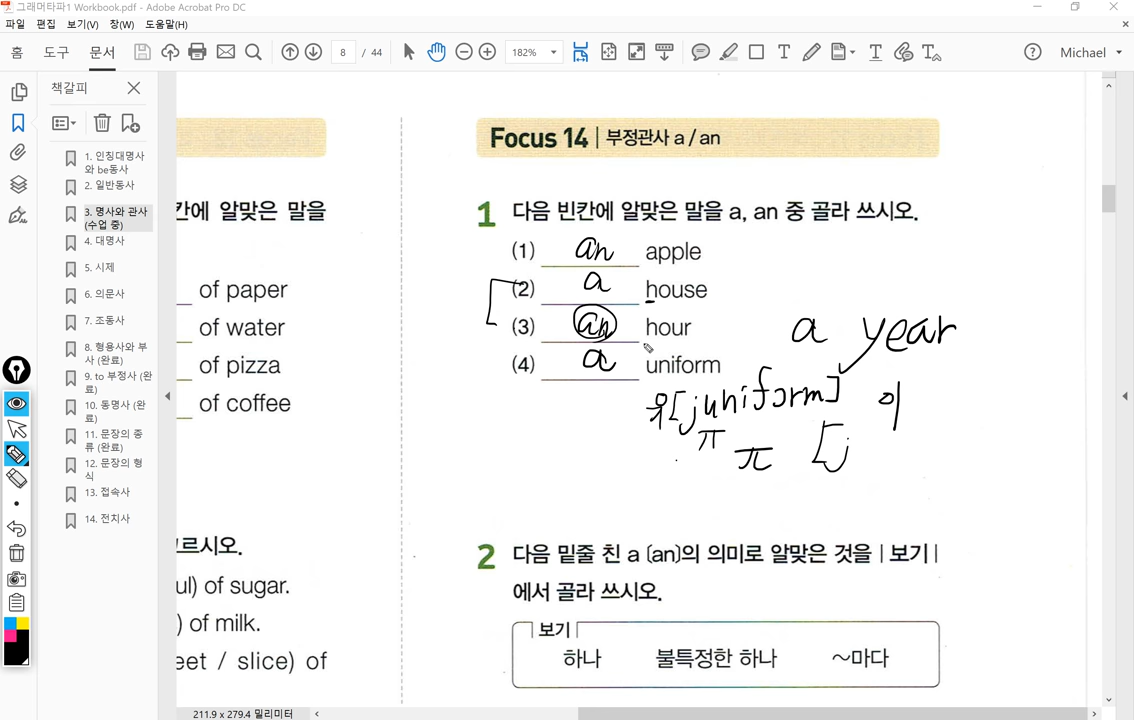 그래머타파1 Workbook.pdf - Adobe Acrobat Pro DC
파일 편집 보기(V) 창(W) 도움말(H)
홈 도구 문서 8 / 44 182% Michael
책갈피
1. 인칭대명사
와 be동사
2. 일반동사
3. 명사와 관사
(수업 중)
4. 대명사
5. 시제
6. 의문사
7. 조동사
8. 형용사와 부
사 (완료)
9. to 부정사 (완
료)
10. 동명사 (완
료)
11. 문장의 종
류 (완료)
12. 문장의 형
식
13. 접속사
14. 전치사
칸에 알맞은 말을
of paper
of water
of pizza
of coffee
르시오.
ul) of sugar.
) of milk.
eet / slice) of
Focus 14 | 부정관사 a / an
1 다음 빈칸에 알맞은 말을 a, an 중 골라 쓰시오.
(1) an apple
(2) a house
(3) an hour
a year
(4) a uniform
유[juniform] 이
ㅠ ㅠ [j
2 다음 밑줄 친 a (an)의 의미로 알맞은 것을 | 보기 |
에서 골라 쓰시오.
보기
하나 불특정한 하나 ～마다
211.9 x 279.4 밀리미터